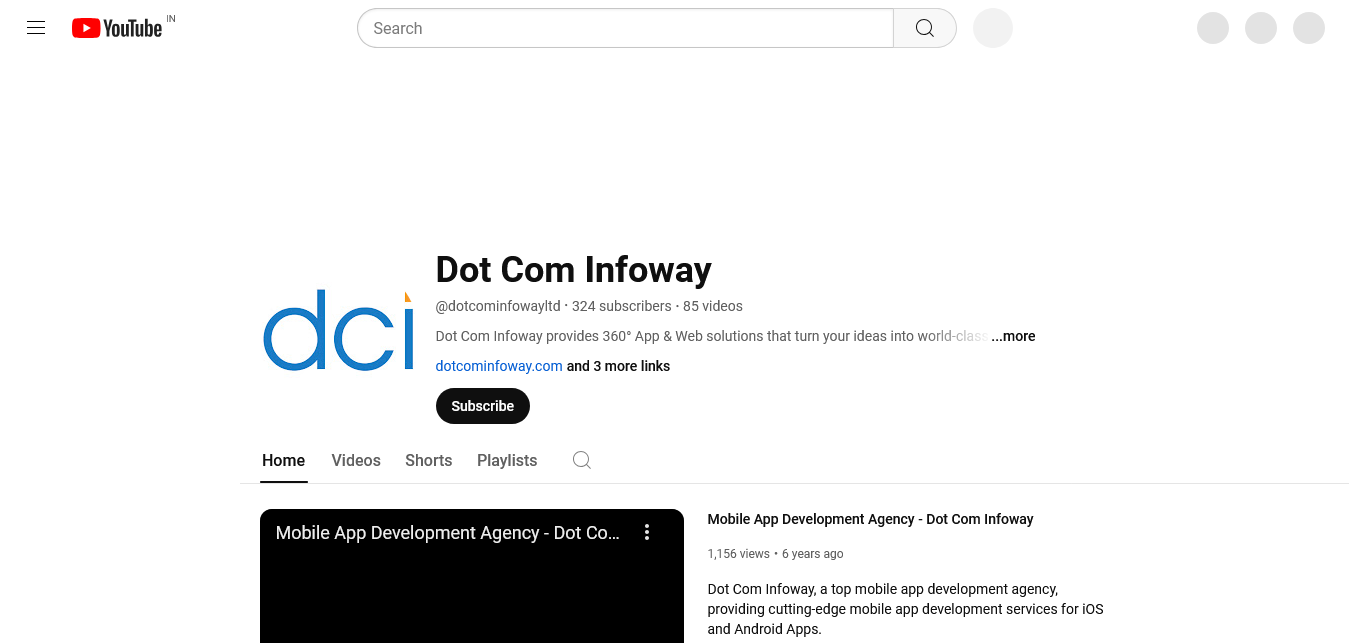 YouTube IN
Search
dci
Dot Com Infoway
@dotcominfowayltd · 324 subscribers · 85 videos
Dot Com Infoway provides 360° App & Web solutions that turn your ideas into world-class ...more
dotcominfoway.com and 3 more links
Subscribe
Home Videos Shorts Playlists
Mobile App Development Agency - Dot Co...
Mobile App Development Agency - Dot Com Infoway
1,156 views • 6 years ago
Dot Com Infoway, a top mobile app development agency,
providing cutting-edge mobile app development services for iOS
and Android Apps.